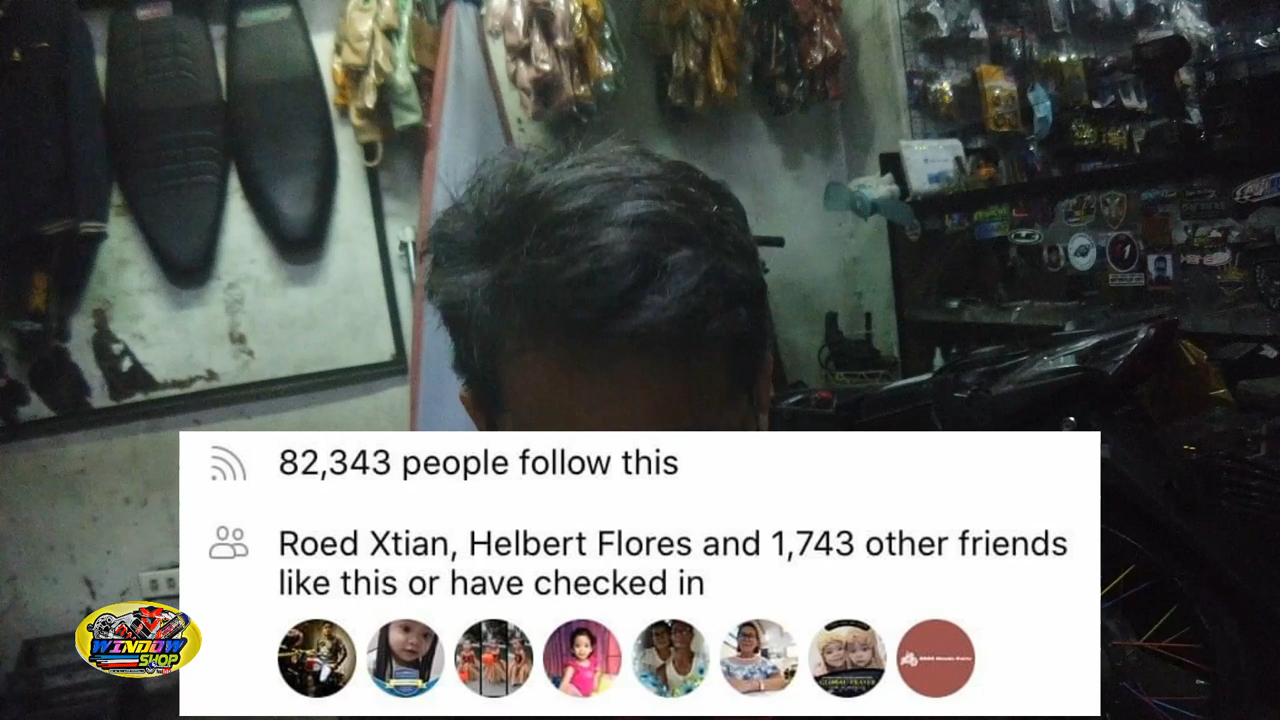 82,343 people follow this
Roed Xtian, Helbert Flores and 1,743 other friends
like this or have checked in
WINDOW
SHOP